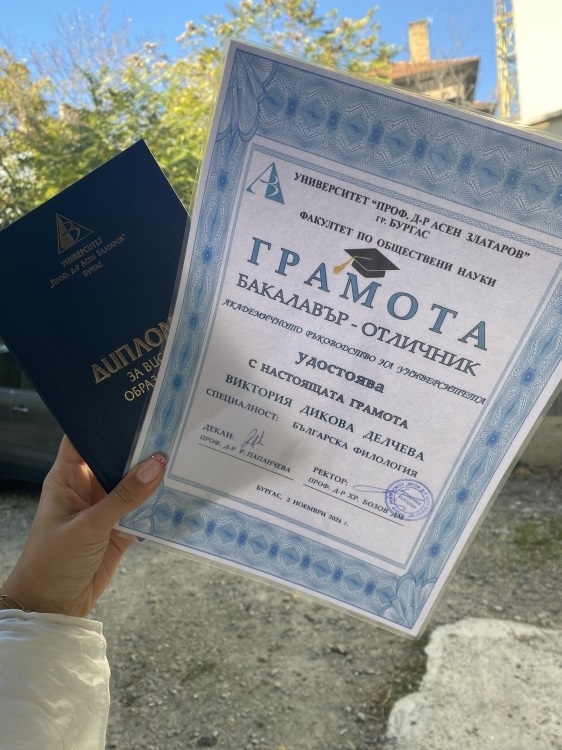 УНИВЕРСИТЕТ
„ПРОФ. Д-Р АСЕН ЗЛАТАРОВ"
БУРГАС
ДИПЛОМ
ЗА ВИС
ОБРАЗ
УНИВЕРСИТЕТ "ПРОФ. Д-Р АСЕН ЗЛАТАРОВ"
ГР. БУРГАС
ФАКУЛТЕТ ПО ОБЩЕСТВЕНИ НАУКИ
ГРАМОТА
БАКАЛАВЪР - ОТЛИЧНИК
АКАДЕМИЧНОТО РЪКОВОДСТВО НА УНИВЕРСИТЕТА
УДОСТОЯВА
С НАСТОЯЩАТА ГРАМОТА
ВИКТОРИЯ ДИКОВА ДЕЛЧЕВА
СПЕЦИАЛНОСТ: БЪЛГАРСКА ФИЛОЛОГИЯ
ДЕКАН:
ПРОФ. Д-Р Р. ПАПАНЧЕВА
РЕКТОР:
ПРОФ. Д-Р ХР. БОЗОВ, ДМ
БУРГАС, 2 НОЕМВРИ 2024 г.